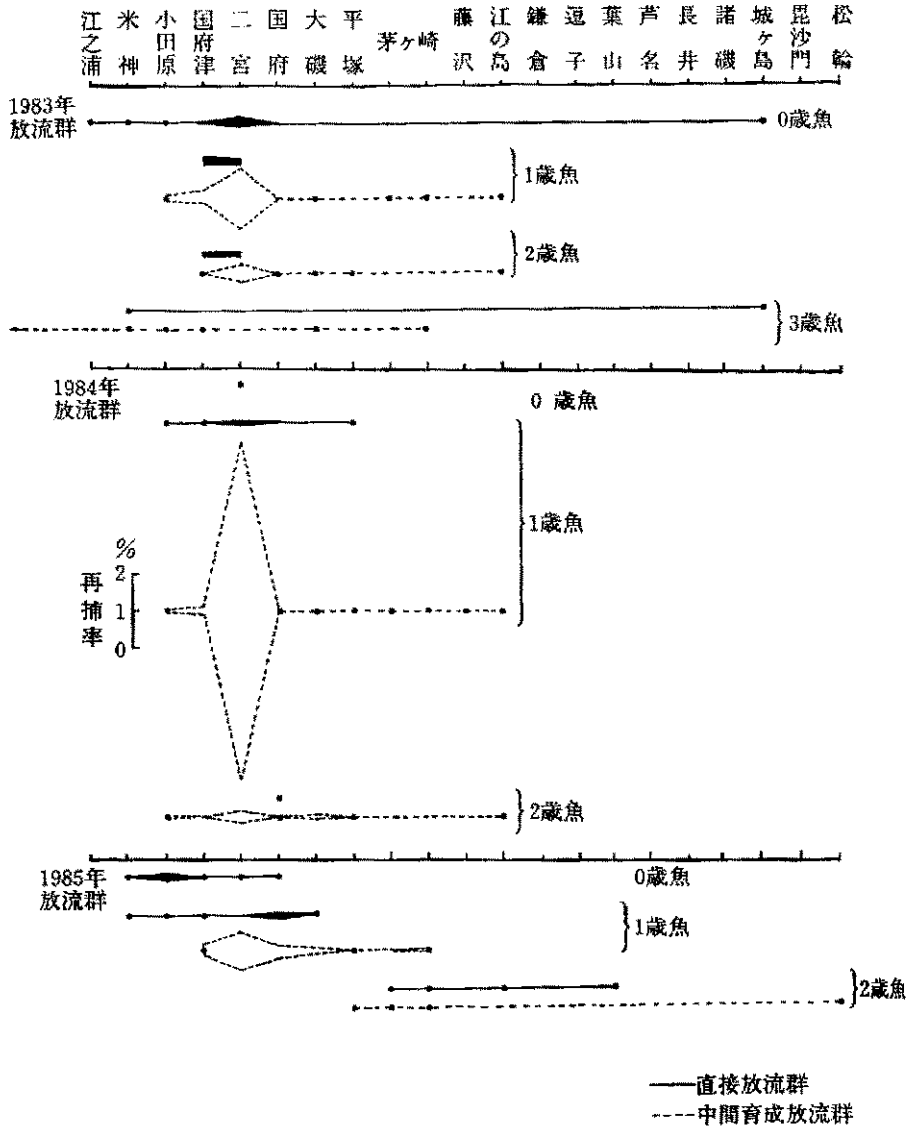 江之浦 米神 小田原 国府津 二宮 国府 大磯 平塚 茅ヶ崎 藤沢 江の島 鎌倉 逗子 葉山 芦名 長井 諸磯 城ヶ島 毘沙門 松輪
1983年
放流群
0歳魚
1歳魚
2歳魚
3歳魚
1984年
放流群
0 歳魚
1歳魚
%
再捕率
2
1
0
2歳魚
1985年
放流群
0歳魚
1歳魚
2歳魚
直接放流群
中間育成放流群